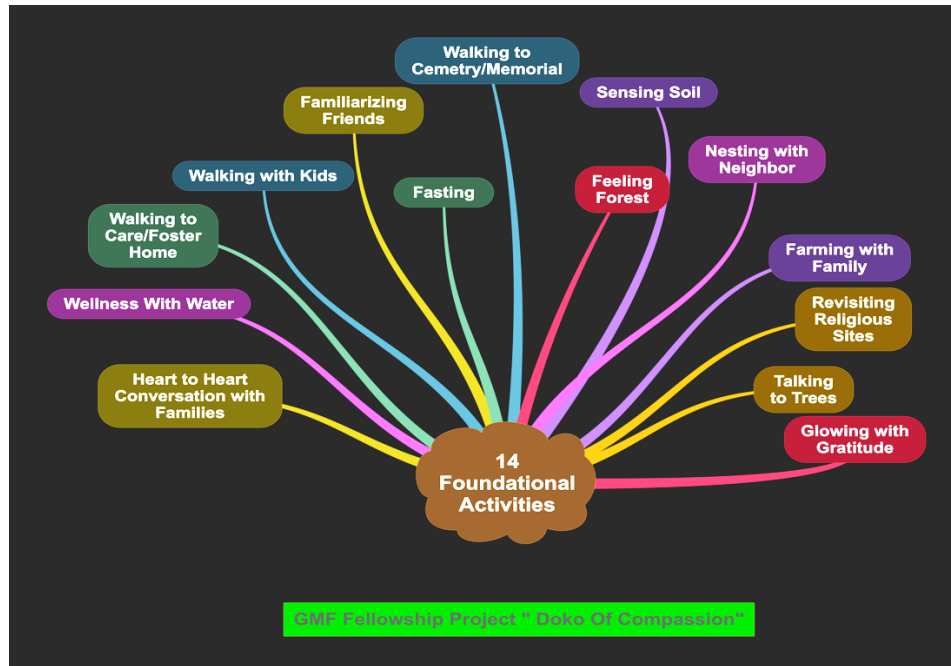 Walking to
Cemetry/Memorial
Sensing Soil
Familiarizing
Friends
Nesting with
Neighbor
Walking with Kids
Fasting
Feeling
Forest
Walking to
Care/Foster
Home
Farming with
Family
Wellness With Water
Revisiting
Religious
Sites
Heart to Heart
Conversation with
Families
Talking
to Trees
Glowing with
Gratitude
14
Foundational
Activities
GMF Fellowship Project " Doko Of Compassion"